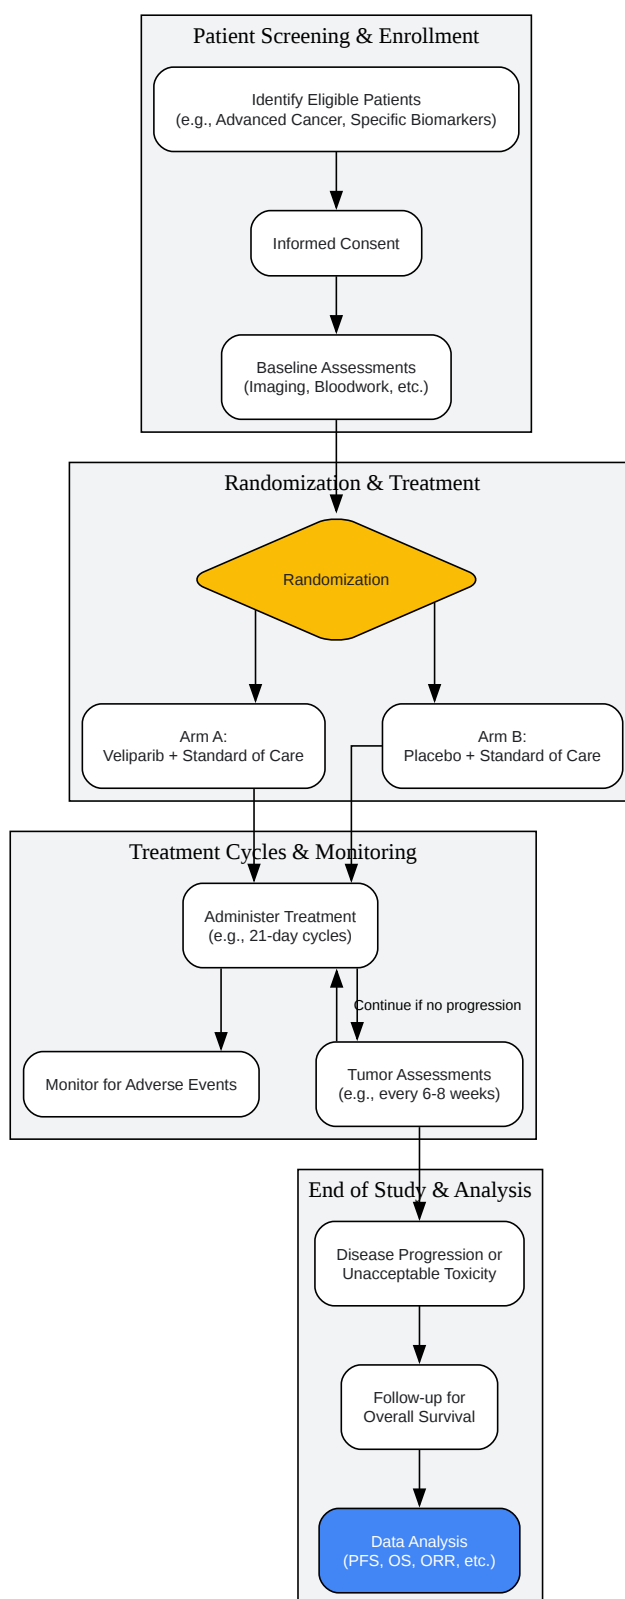 Patient Screening & Enrollment
Identify Eligible Patients
(e.g., Advanced Cancer, Specific Biomarkers)
Informed Consent
Baseline Assessments
(Imaging, Bloodwork, etc.)
Randomization & Treatment
Randomization
Arm A:
Veliparib + Standard of Care
Arm B:
Placebo + Standard of Care
Treatment Cycles & Monitoring
Administer Treatment
(e.g., 21-day cycles)
Continue if no progression
Monitor for Adverse Events
Tumor Assessments
(e.g., every 6-8 weeks)
End of Study & Analysis
Disease Progression or
Unacceptable Toxicity
Follow-up for
Overall Survival
Data Analysis
(PFS, OS, ORR, etc.)